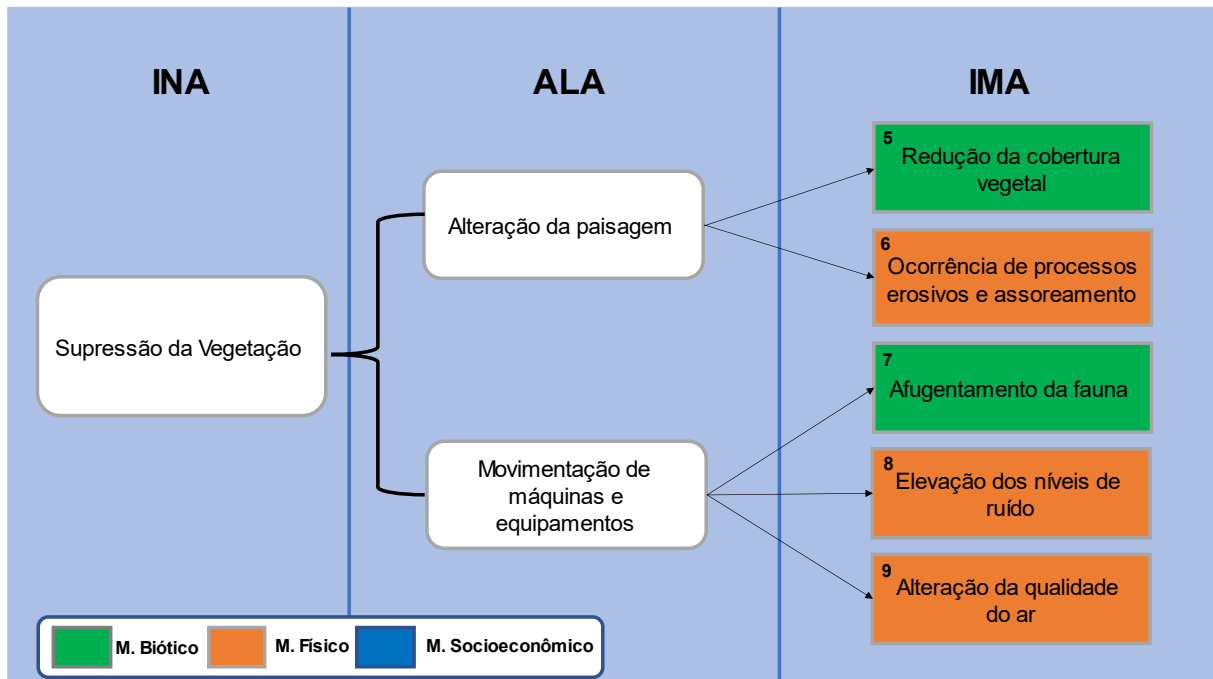 INA
ALA
IMA
Supressão da Vegetação
Alteração da paisagem
Movimentação de
máquinas e
equipamentos
5
Redução da cobertura
vegetal
6
Ocorrência de processos
erosivos e assoreamento
7
Afugentamento da fauna
8
Elevação dos níveis de
ruído
9
Alteração da qualidade
do ar
M. Biótico
M. Físico
M. Socioeconômico